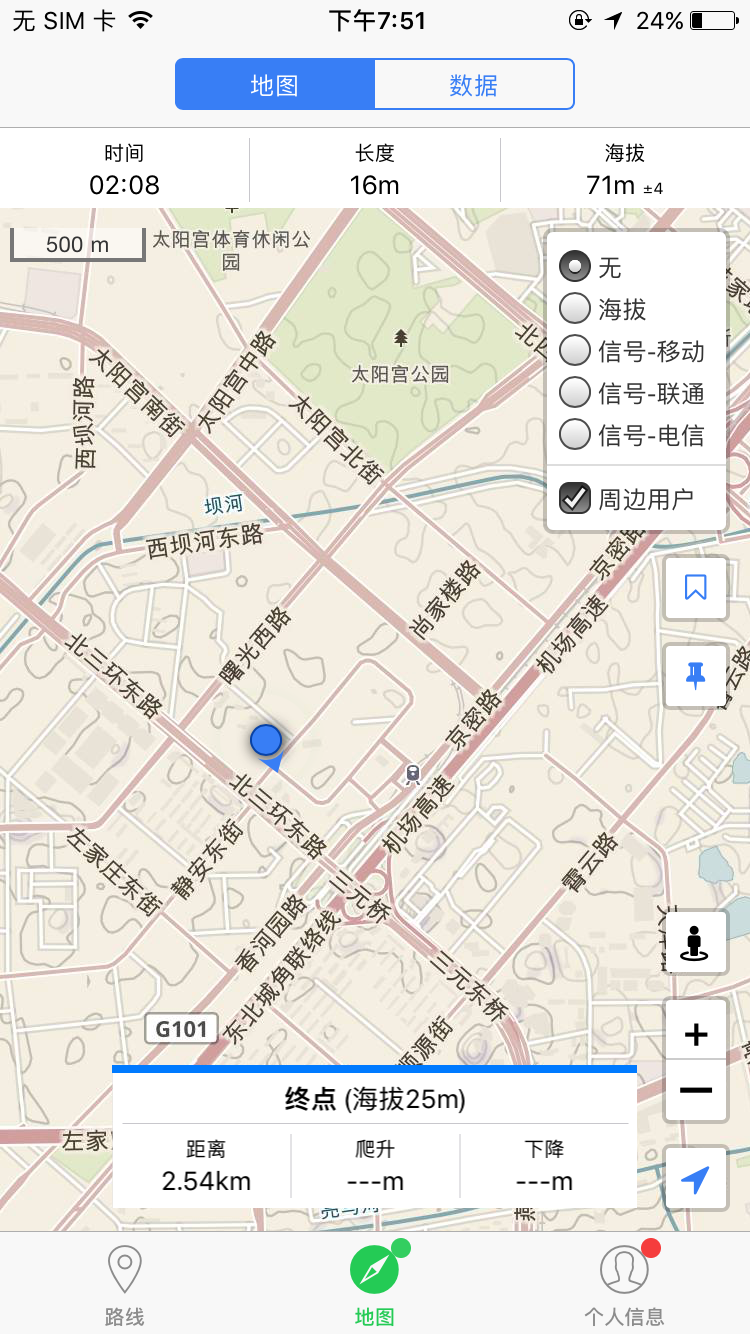 无 SIM 卡
下午7:51
24%
地图
数据
时间
02:08
长度
16m
海拔
71m ±4
500 m
太阳宫体育休闲公
园
无
海拔
信号-移动
信号-联通
信号-电信
周边用户
太阳宫公园
太阳宫中路
太阳宫南街
西坝河路
太阳宫北街
坝河
西坝河东路
京密路
尚家楼路
机场高速
曙光西路
北三环东路
京密路
北三环东路
机场高速
静安东街
左家庄东街
霄云路
三元桥
香河园路
东北城角联络线
三元东桥
G101
顺源街
终点 (海拔25m)
距离
2.54km
爬升
---m
下降
---m
左家
路线
地图
个人信息